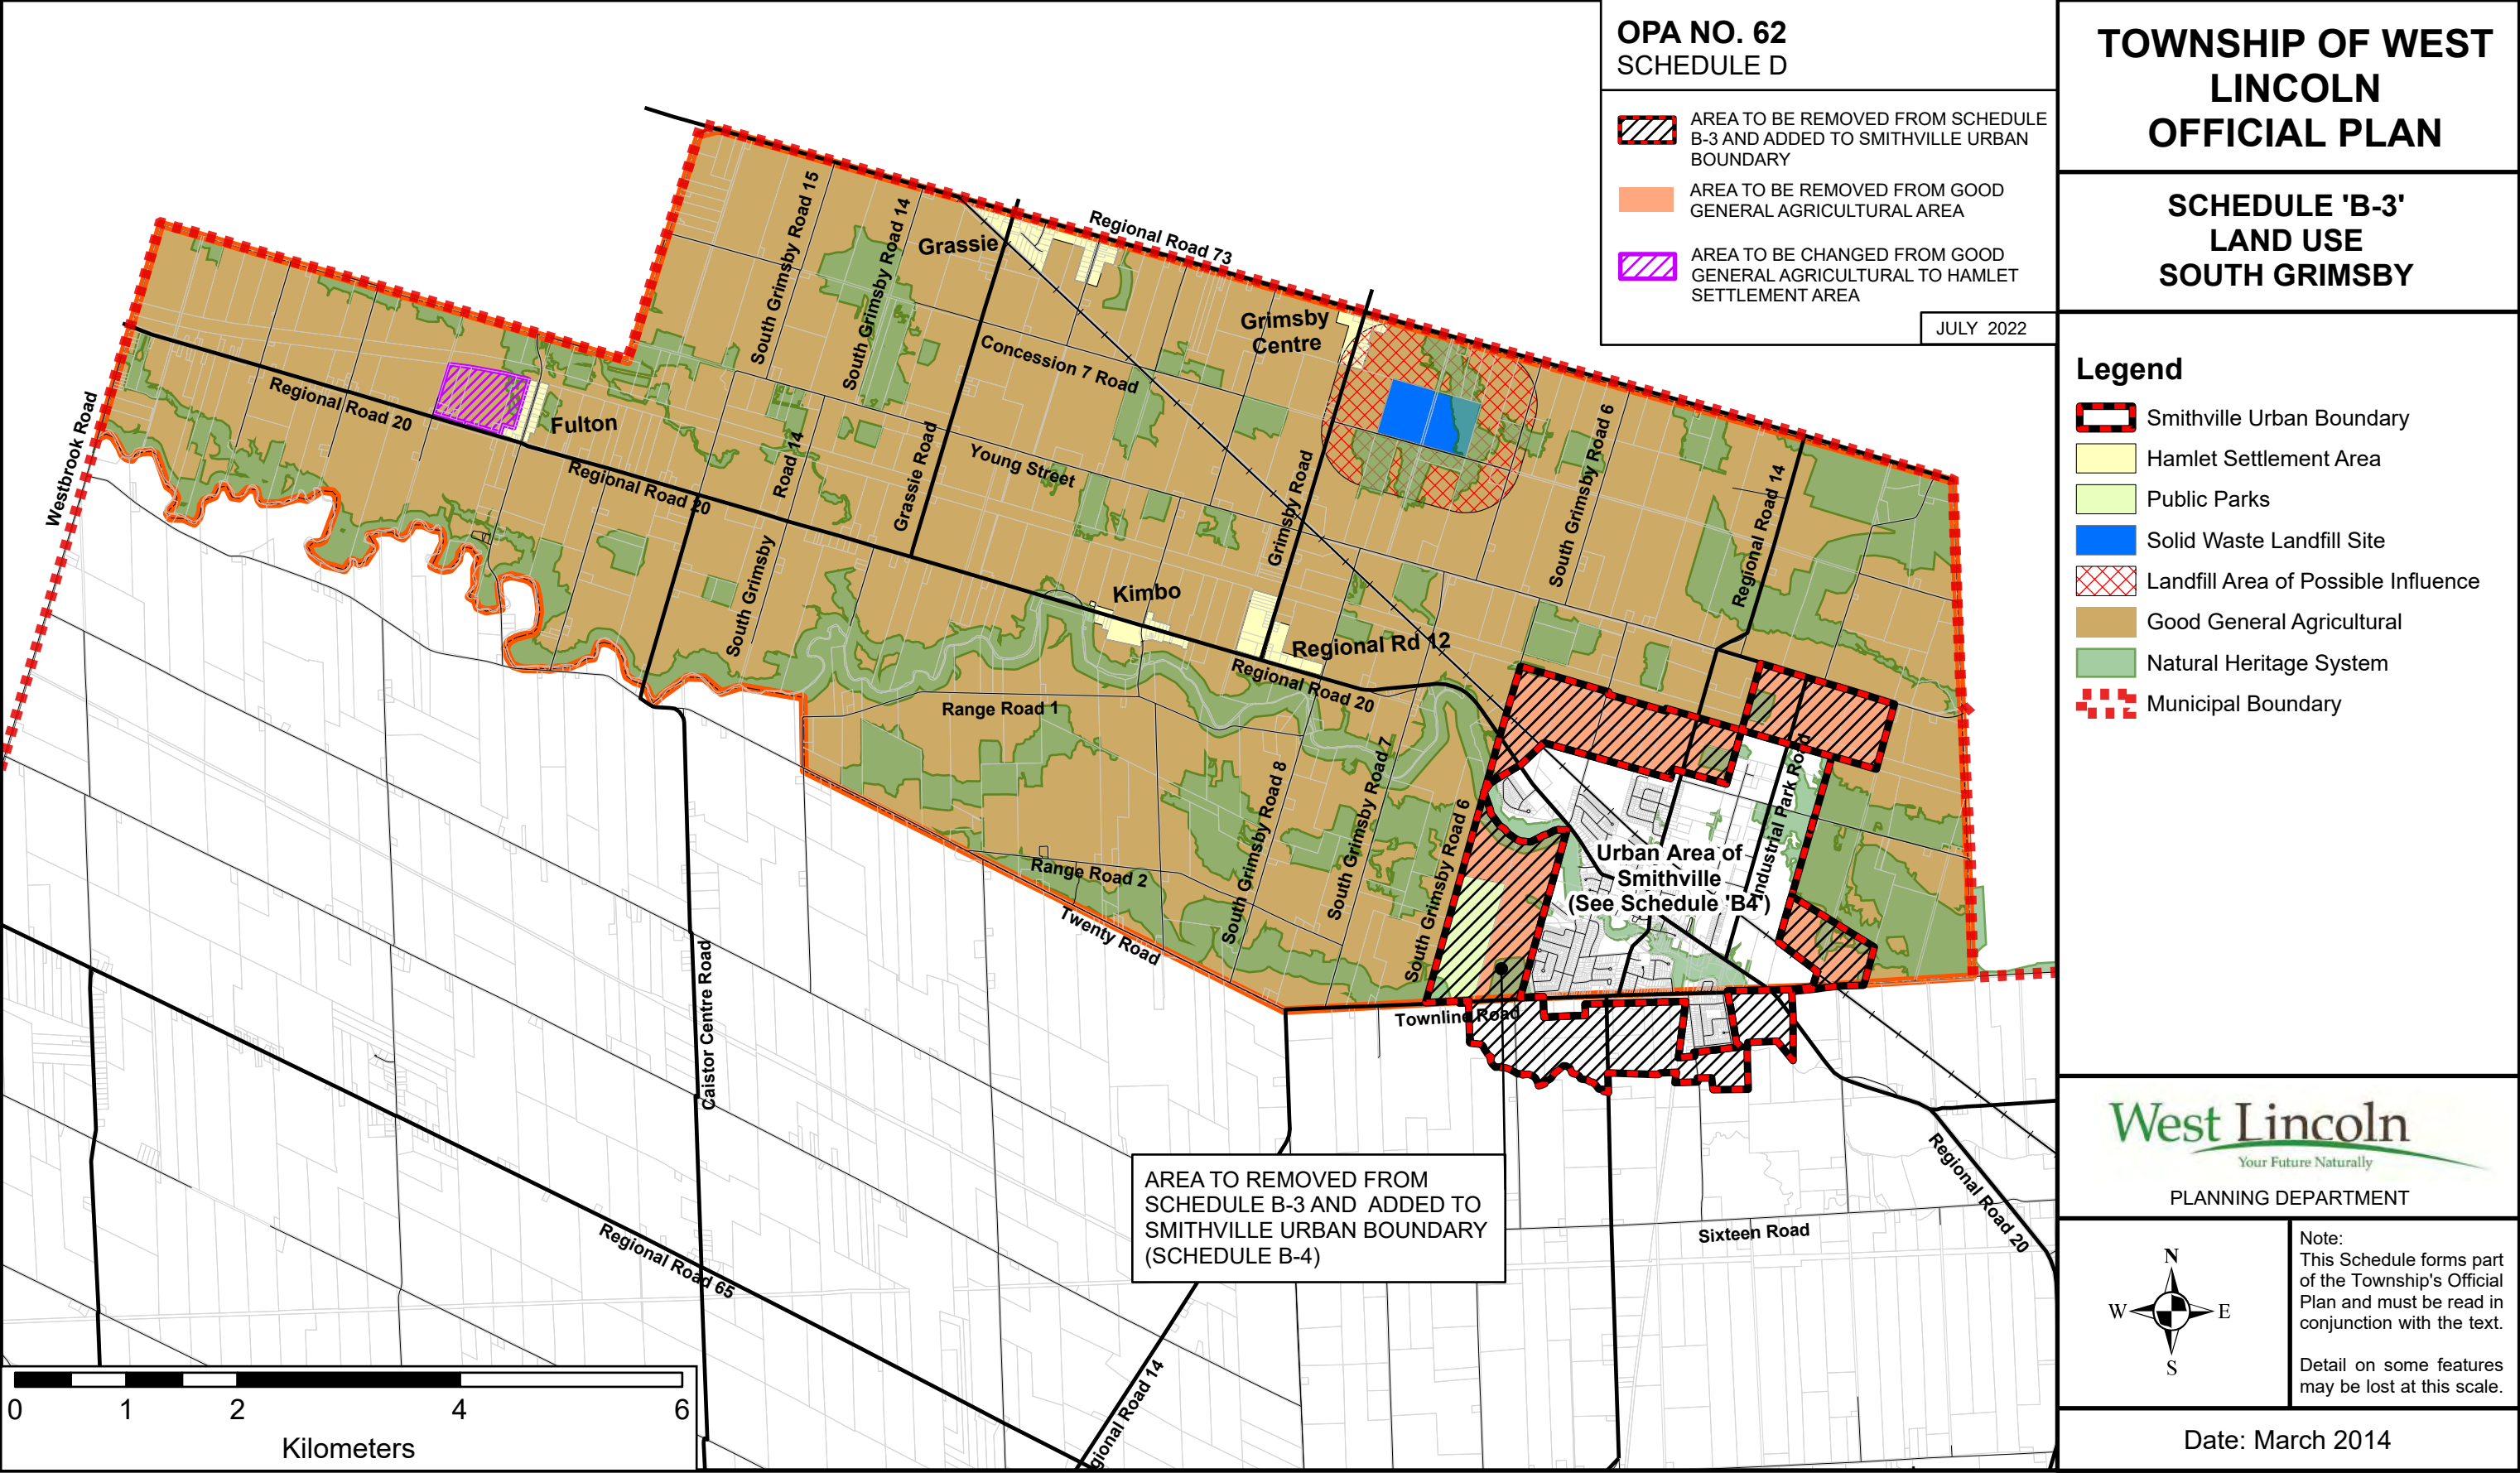 OPA NO. 62
SCHEDULE D
AREA TO BE REMOVED FROM SCHEDULE
B-3 AND ADDED TO SMITHVILLE URBAN
BOUNDARY
AREA TO BE REMOVED FROM GOOD
GENERAL AGRICULTURAL AREA
AREA TO BE CHANGED FROM GOOD
GENERAL AGRICULTURAL TO HAMLET
SETTLEMENT AREA
JULY 2022
TOWNSHIP OF WEST
LINCOLN
OFFICIAL PLAN
SCHEDULE 'B-3'
LAND USE
SOUTH GRIMSBY
Legend
Smithville Urban Boundary
Hamlet Settlement Area
Public Parks
Solid Waste Landfill Site
Landfill Area of Possible Influence
Good General Agricultural
Natural Heritage System
Municipal Boundary
West Lincoln
Your Future Naturally
PLANNING DEPARTMENT
N
W
E
S
Note:
This Schedule forms part
of the Township's Official
Plan and must be read in
conjunction with the text.
Detail on some features
may be lost at this scale.
Date: March 2014
Regional Road 73
South Grimsby Road 15
South Grimsby Road 14
Grassie
Grimsby
Centre
Concession 7 Road
Regional Road 20
Fulton
Westbrook Road
Regional Road 20
Road 14
Grassie Road
Young Street
Grimsby Road
South Grimsby Road 6
Regional Road 14
South Grimsby
Kimbo
Regional Rd 12
Regional Road 20
Range Road 1
South Grimsby Road 8
South Grimsby Road 7
South Grimsby Road 6
Industrial Park Road
Urban Area of
Smithville
(See Schedule 'B4')
Range Road 2
Twenty Road
Townline Road
Caistor Centre Road
AREA TO REMOVED FROM
SCHEDULE B-3 AND ADDED TO
SMITHVILLE URBAN BOUNDARY
(SCHEDULE B-4)
Regional Road 65
Sixteen Road
Regional Road 20
gional Road 14
0 1 2 4 6
Kilometers